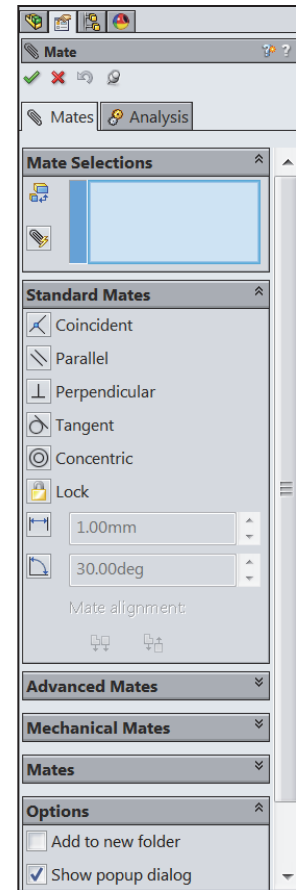 Mate
Mates Analysis
Mate Selections
Standard Mates
Coincident
Parallel
Perpendicular
Tangent
Concentric
Lock
1.00mm
30.00deg
Mate alignment:
Advanced Mates
Mechanical Mates
Mates
Options
Add to new folder
Show popup dialog